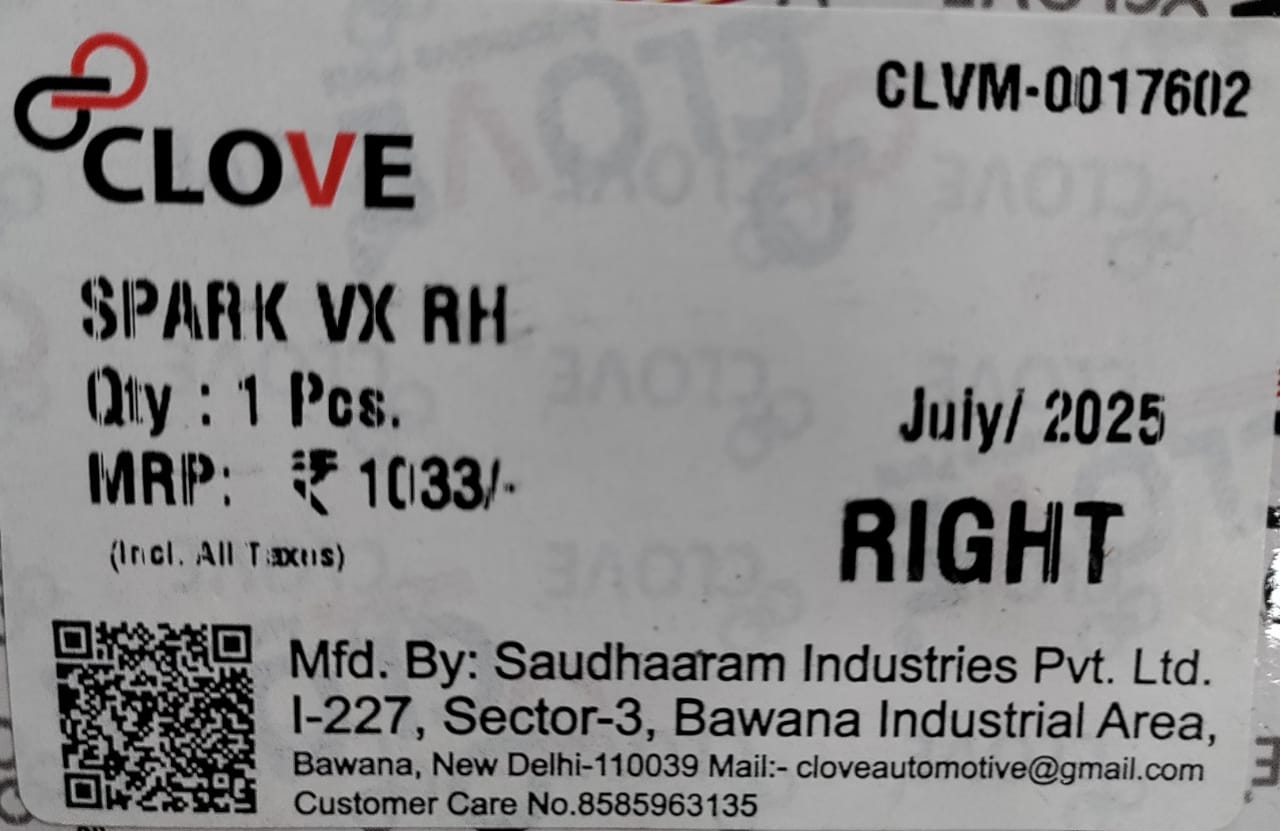 CLOVE
CLVM-0017602
SPARK VX RH
Qty : 1 Pcs.
MRP: ₹ 1033/-
(Incl. All Taxes)
July/ 2025
RIGHT
Mfd. By: Saudhaaram Industries Pvt. Ltd.
I-227, Sector-3, Bawana Industrial Area,
Bawana, New Delhi-110039 Mail:- cloveautomotive@gmail.com
Customer Care No.8585963135